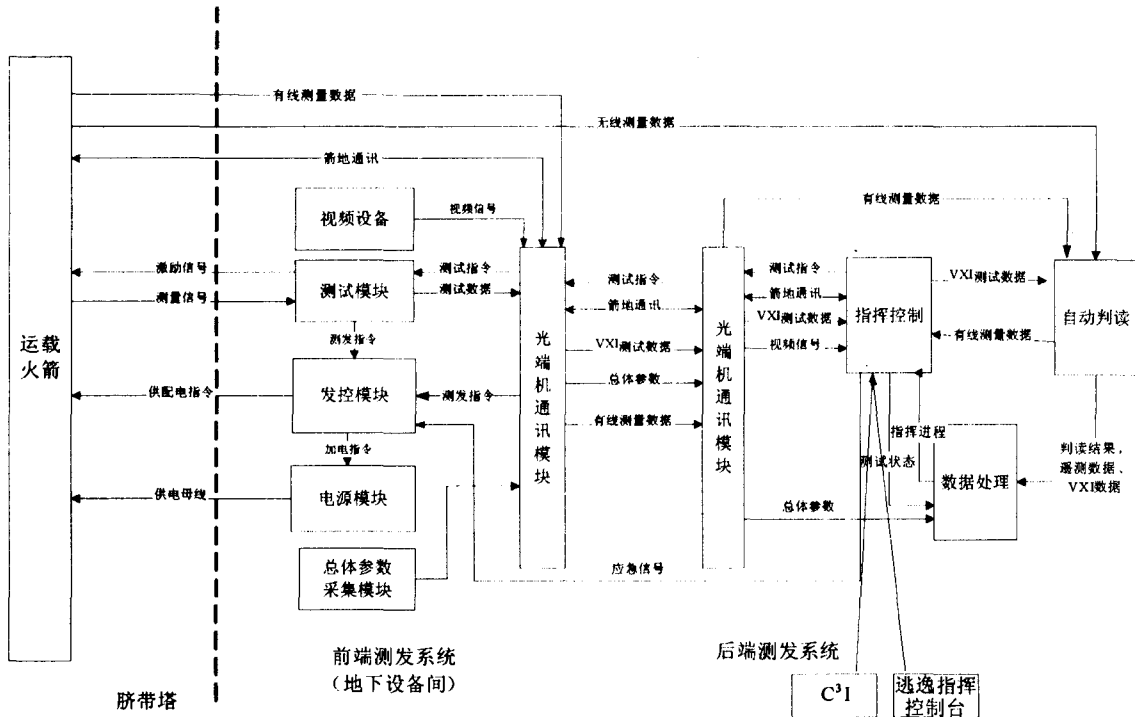 有线测量数据
无线测量数据
箭地通讯
视频设备
视频信号
有线测量数据
激励信号
测试指令
测试模块
测量信号
测试数据
测试指令
箭地通讯
VXI测试数据
总体参数
有线测量数据
测试指令
箭地通讯
VXI测试数据
视频信号
指挥控制
VXI测试数据
有线测量数据
自动判读
运载
火箭
测发指令
光端机通讯模块
光端机通讯模块
供配电指令
发控模块
测发指令
加电指令
供电母线
电源模块
指挥进程
测试状态
数据处理
判读结果，
遥测数据、
VXI数据
总体参数
总体参数
采集模块
应急信号
前端测发系统
（地下设备间）
后端测发系统
脐带塔
C³I
逃逸指挥
控制台